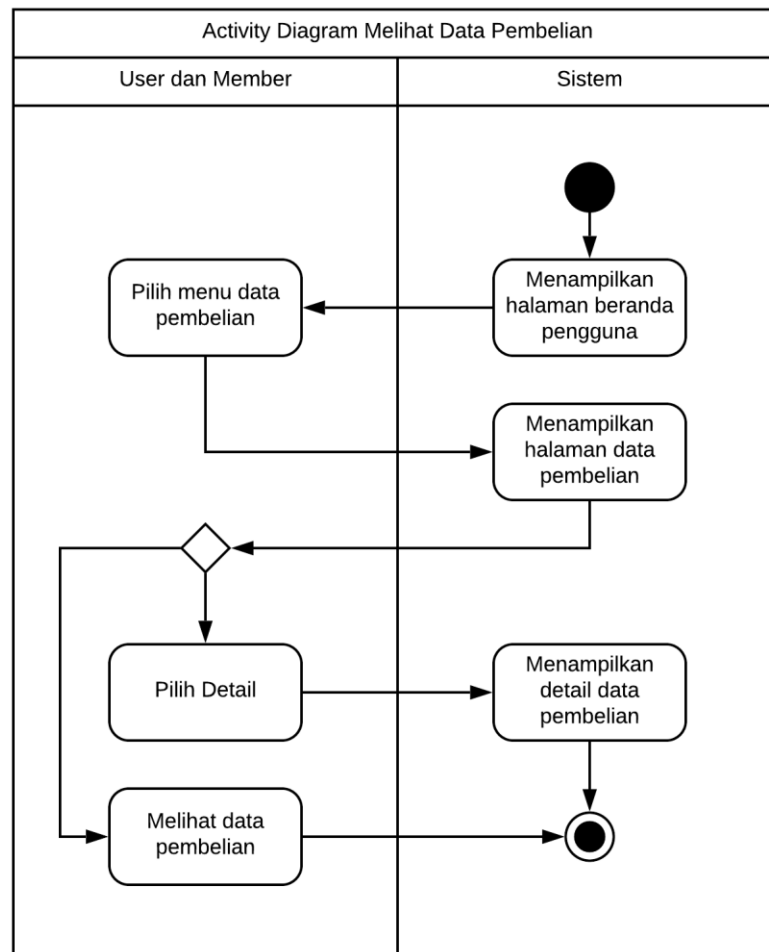 Activity Diagram Melihat Data Pembelian
User dan Member
Sistem
Menampilkan
halaman beranda
pengguna
Pilih menu data
pembelian
Menampilkan
halaman data
pembelian
Pilih Detail
Menampilkan
detail data
pembelian
Melihat data
pembelian